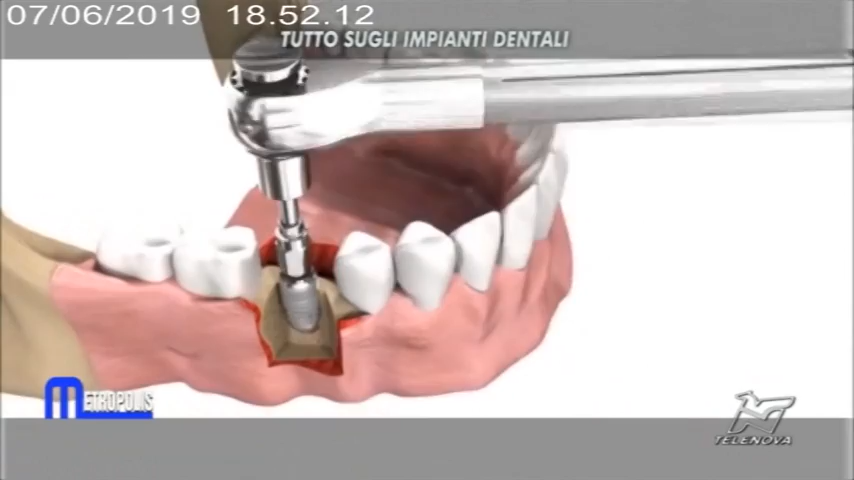 07/06/2019 18.52.12
TUTTO SUGLI IMPIANTI DENTALI
METROPOLIS
TELENOVA